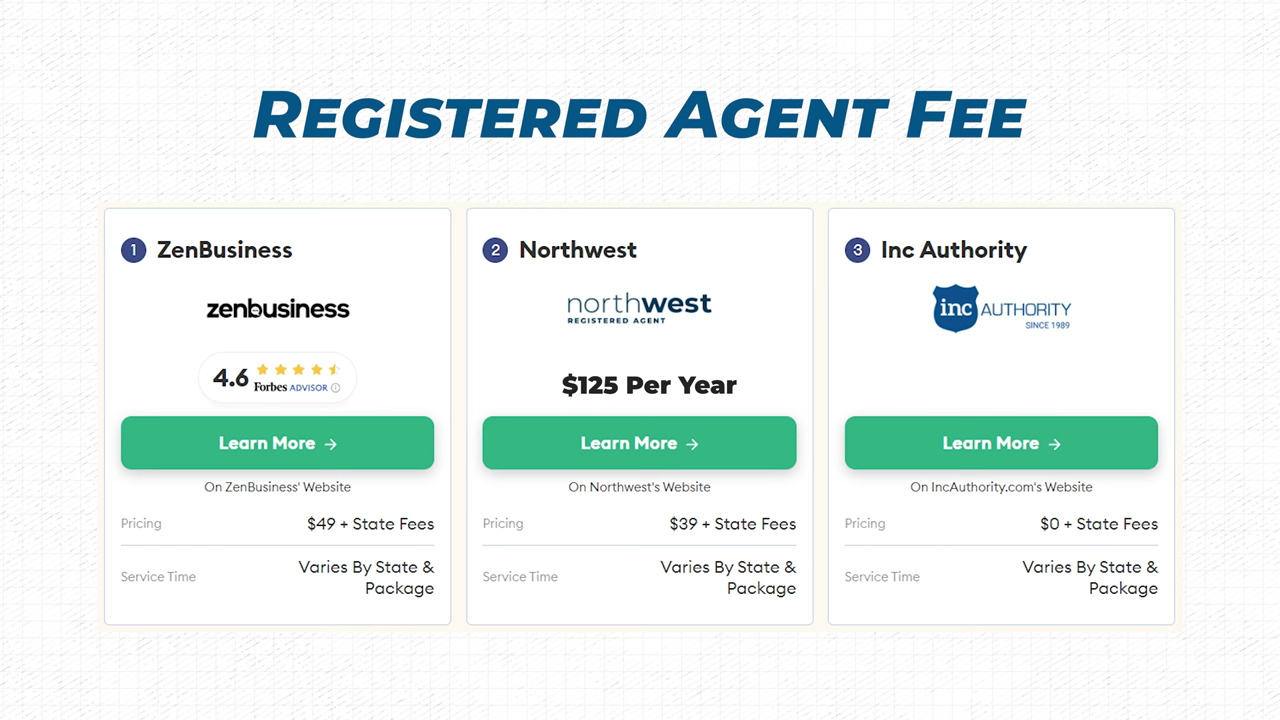 REGISTERED AGENT FEE
1 ZenBusiness
zenbusiness
4.6
Forbes ADVISOR
Learn More →
On ZenBusiness' Website
Pricing $49 + State Fees
Service Time Varies By State &
Package
2 Northwest
northwest
REGISTERED AGENT
$125 Per Year
Learn More →
On Northwest's Website
Pricing $39 + State Fees
Service Time Varies By State &
Package
3 Inc Authority
inc AUTHORITY
SINCE 1989
Learn More →
On IncAuthority.com's Website
Pricing $0 + State Fees
Service Time Varies By State &
Package